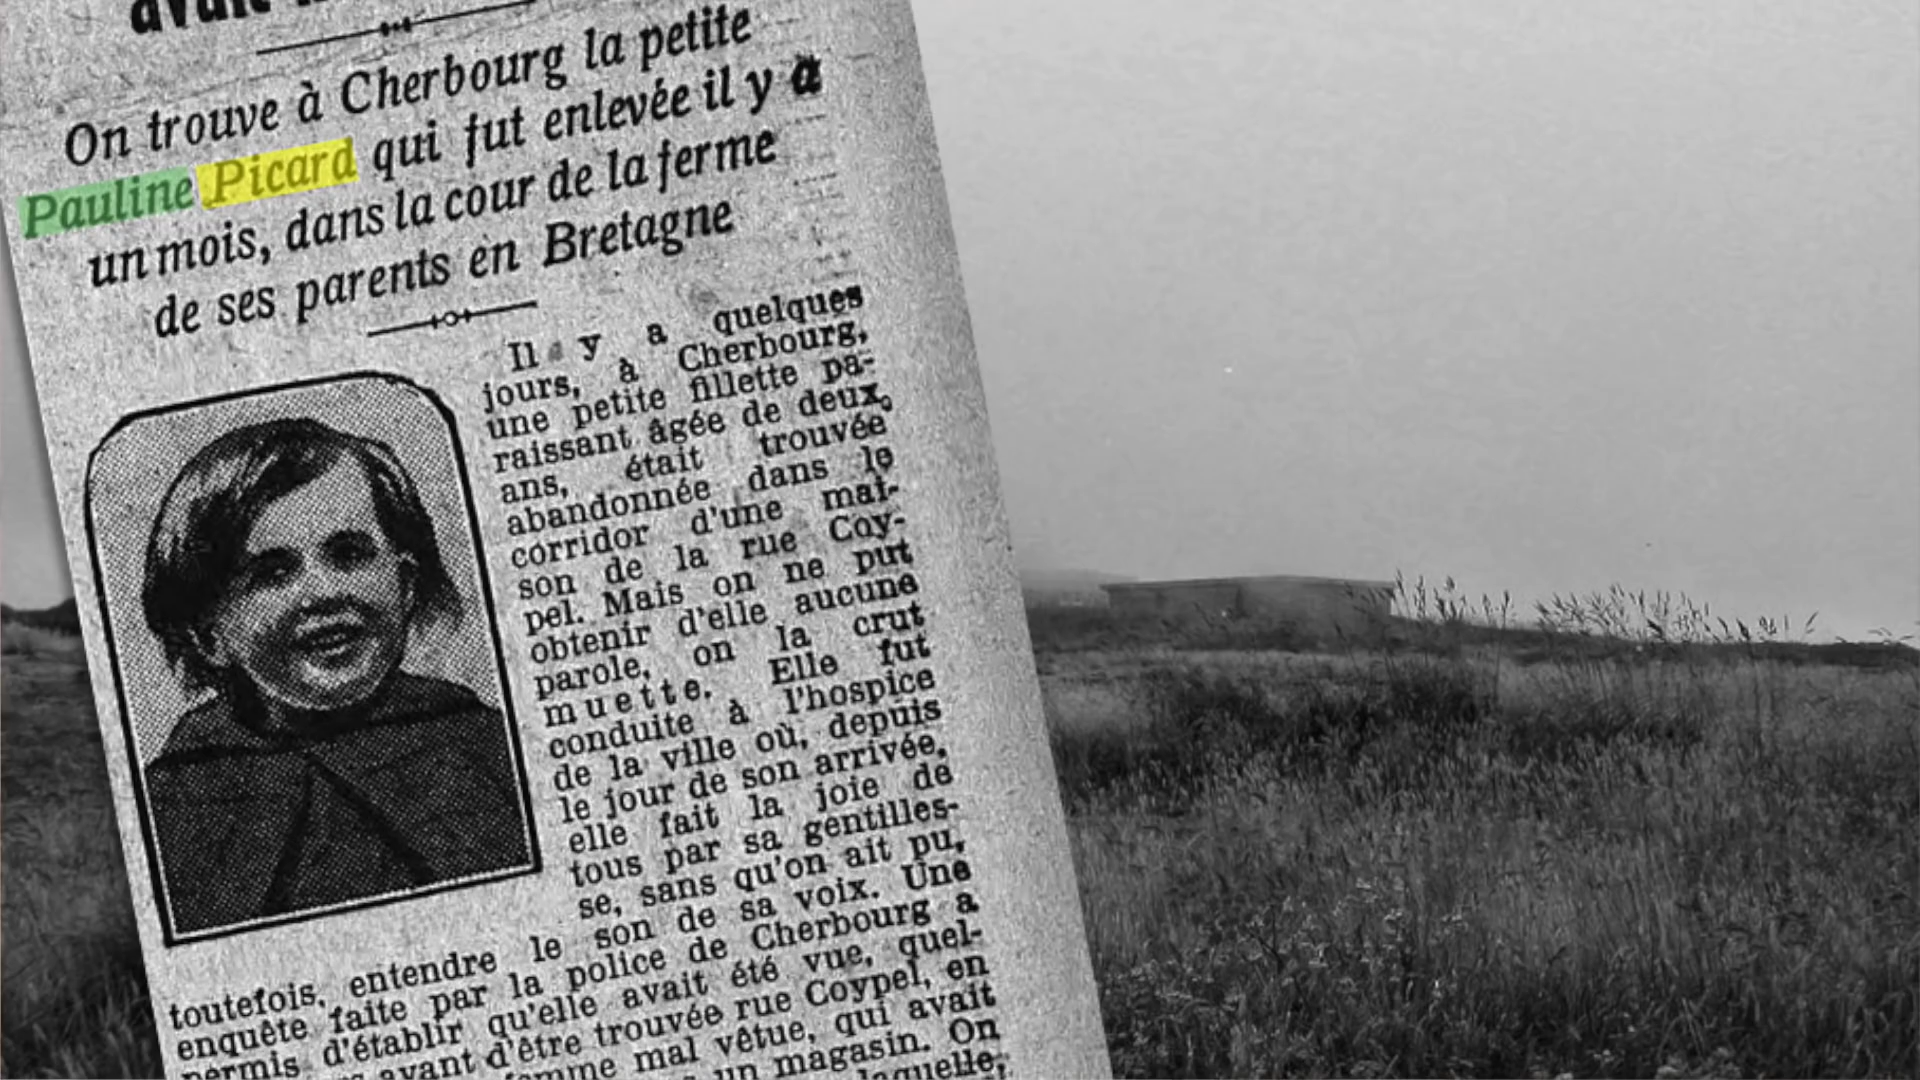 On trouve à Cherbourg la petite
Pauline Picard qui fut enlevée il y a
un mois, dans la cour de la ferme
de ses parents en Bretagne
Il y a quelques
jours, à Cherbourg,
une petite fillette pa-
raissant âgée de deux
ans, était trouvée
abandonnée dans le
corridor d'une mai-
son de la rue Coy-
pel. Mais on ne put
obtenir d'elle aucune
parole, on la crut
muette. Elle fut
conduite à l'hospice
de la ville où, depuis
le jour de son arrivée,
elle fait la joie de
tous par sa gentilles-
se, sans qu'on ait pu,
toutefois, entendre le son de sa voix. Une
enquête faite par la police de Cherbourg a
permis d'établir qu'elle avait été vue, quel-
avant d'être trouvée rue Coypel, en
femme mal vêtue, qui avait
un magasin. On
laquelle,